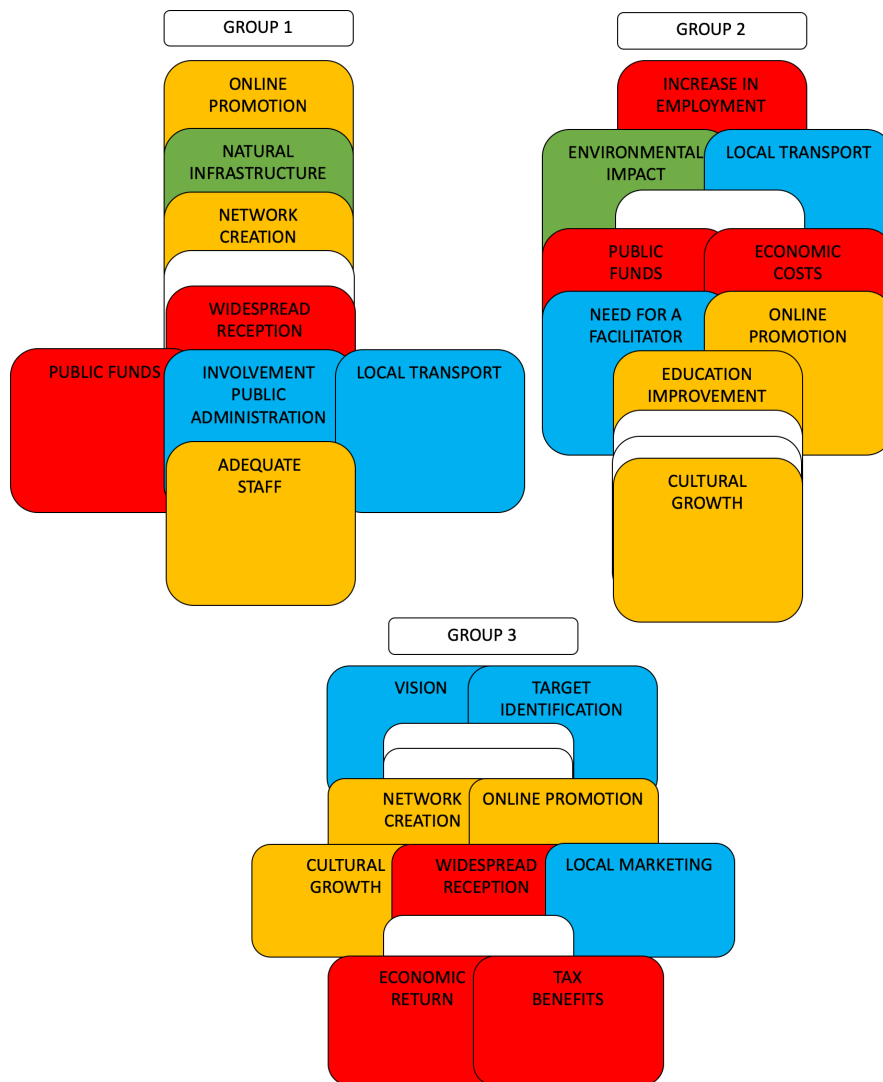 GROUP 1
ONLINE
PROMOTION
NATURAL
INFRASTRUCTURE
NETWORK
CREATION
WIDESPREAD
RECEPTION
PUBLIC FUNDS
INVOLVEMENT
PUBLIC
ADMINISTRATION
LOCAL TRANSPORT
ADEQUATE
STAFF
GROUP 2
INCREASE IN
EMPLOYMENT
ENVIRONMENTAL
IMPACT
LOCAL TRANSPORT
PUBLIC
FUNDS
ECONOMIC
COSTS
NEED FOR A
FACILITATOR
ONLINE
PROMOTION
EDUCATION
IMPROVEMENT
CULTURAL
GROWTH
GROUP 3
VISION
TARGET
IDENTIFICATION
NETWORK
CREATION
ONLINE PROMOTION
CULTURAL
GROWTH
WIDESPREAD
RECEPTION
LOCAL MARKETING
ECONOMIC
RETURN
TAX
BENEFITS